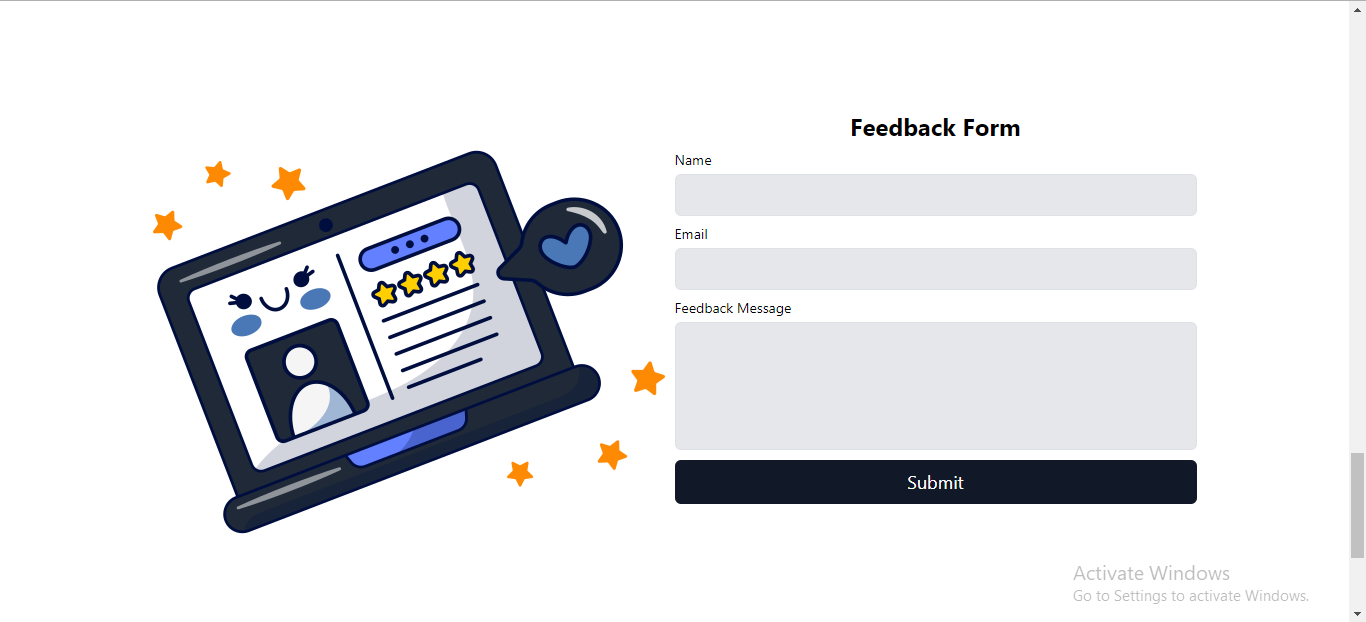 Feedback Form
Name
Email
Feedback Message
Submit
Activate Windows
Go to Settings to activate Windows.